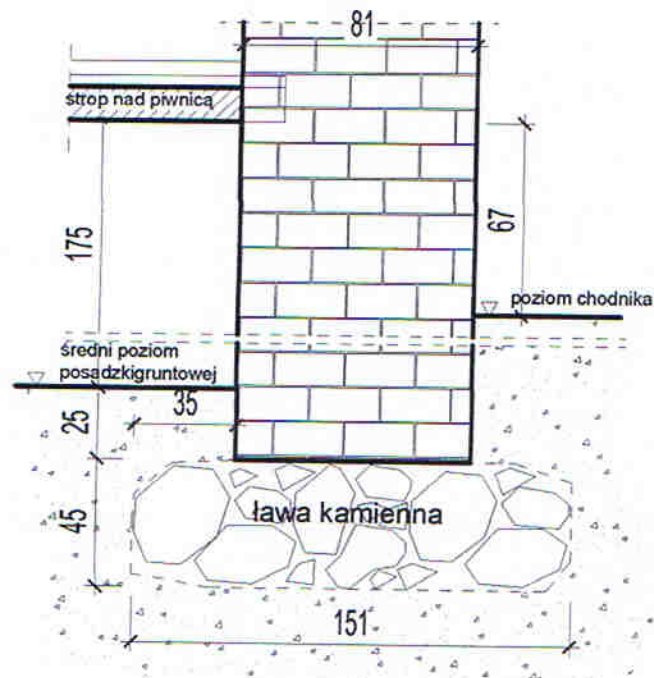 81
strop nad piwnicą
175
67
poziom chodnika
średni poziom
posadzkigruntowej
35
25
ława kamienna
45
151